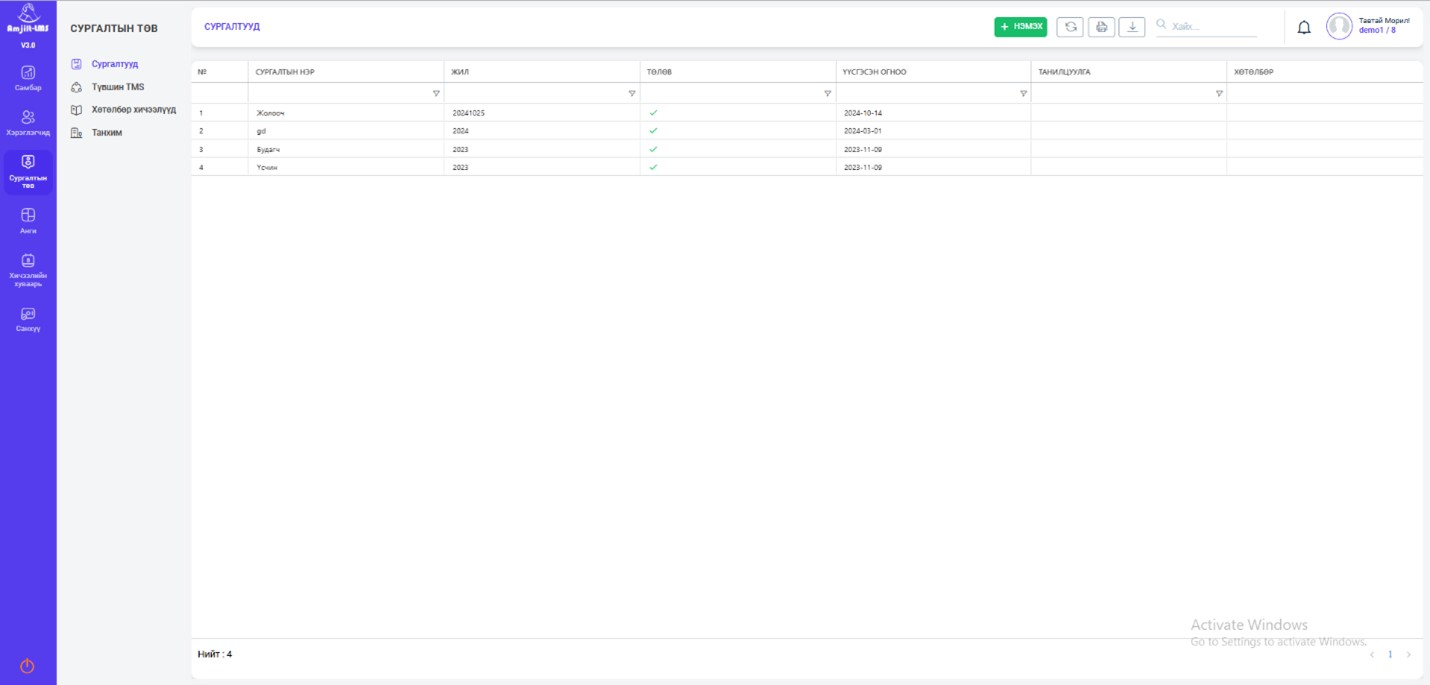 Amjilt-LMS
V3.0
Самбар
Хэрэглэгчид
Сургалтын
төв
Анги
Хичээлийн
хуваарь
Санхүү
СУРГАЛТЫН ТӨВ
Сургалтууд
Түвшин TMS
Хөтөлбөр хичээлүүд
Танхим
СУРГАЛТУУД
+ НЭМЭХ
Хайх...
Тавтай Морил!
demo1 / 8
№ СУРГАЛТЫН НЭР ЖИЛ ТӨЛӨВ ҮҮСГЭСЭН ОГНОО ТАНИЛЦУУЛГА ХӨТӨЛБӨР
1 Жолооч 20241025 2024-10-14
2 gd 2024 2024-03-01
3 Будагч 2023 2023-11-09
4 Үсчин 2023 2023-11-09
Activate Windows
Go to Settings to activate Windows.
Нийт : 4
< 1 >